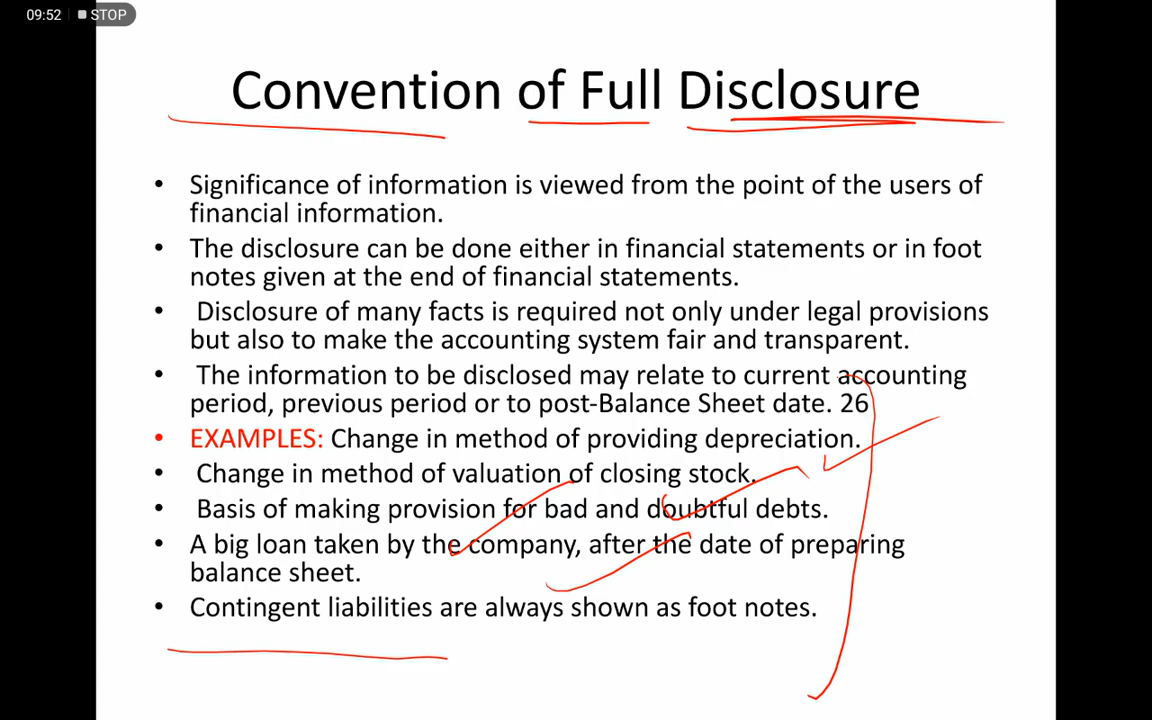 09:52 STOP
Convention of Full Disclosure
• Significance of information is viewed from the point of the users of
financial information.
• The disclosure can be done either in financial statements or in foot
notes given at the end of financial statements.
• Disclosure of many facts is required not only under legal provisions
but also to make the accounting system fair and transparent.
• The information to be disclosed may relate to current accounting
period, previous period or to post-Balance Sheet date. 26
• EXAMPLES: Change in method of providing depreciation.
• Change in method of valuation of closing stock.
• Basis of making provision for bad and doubtful debts.
• A big loan taken by the company, after the date of preparing
balance sheet.
• Contingent liabilities are always shown as foot notes.